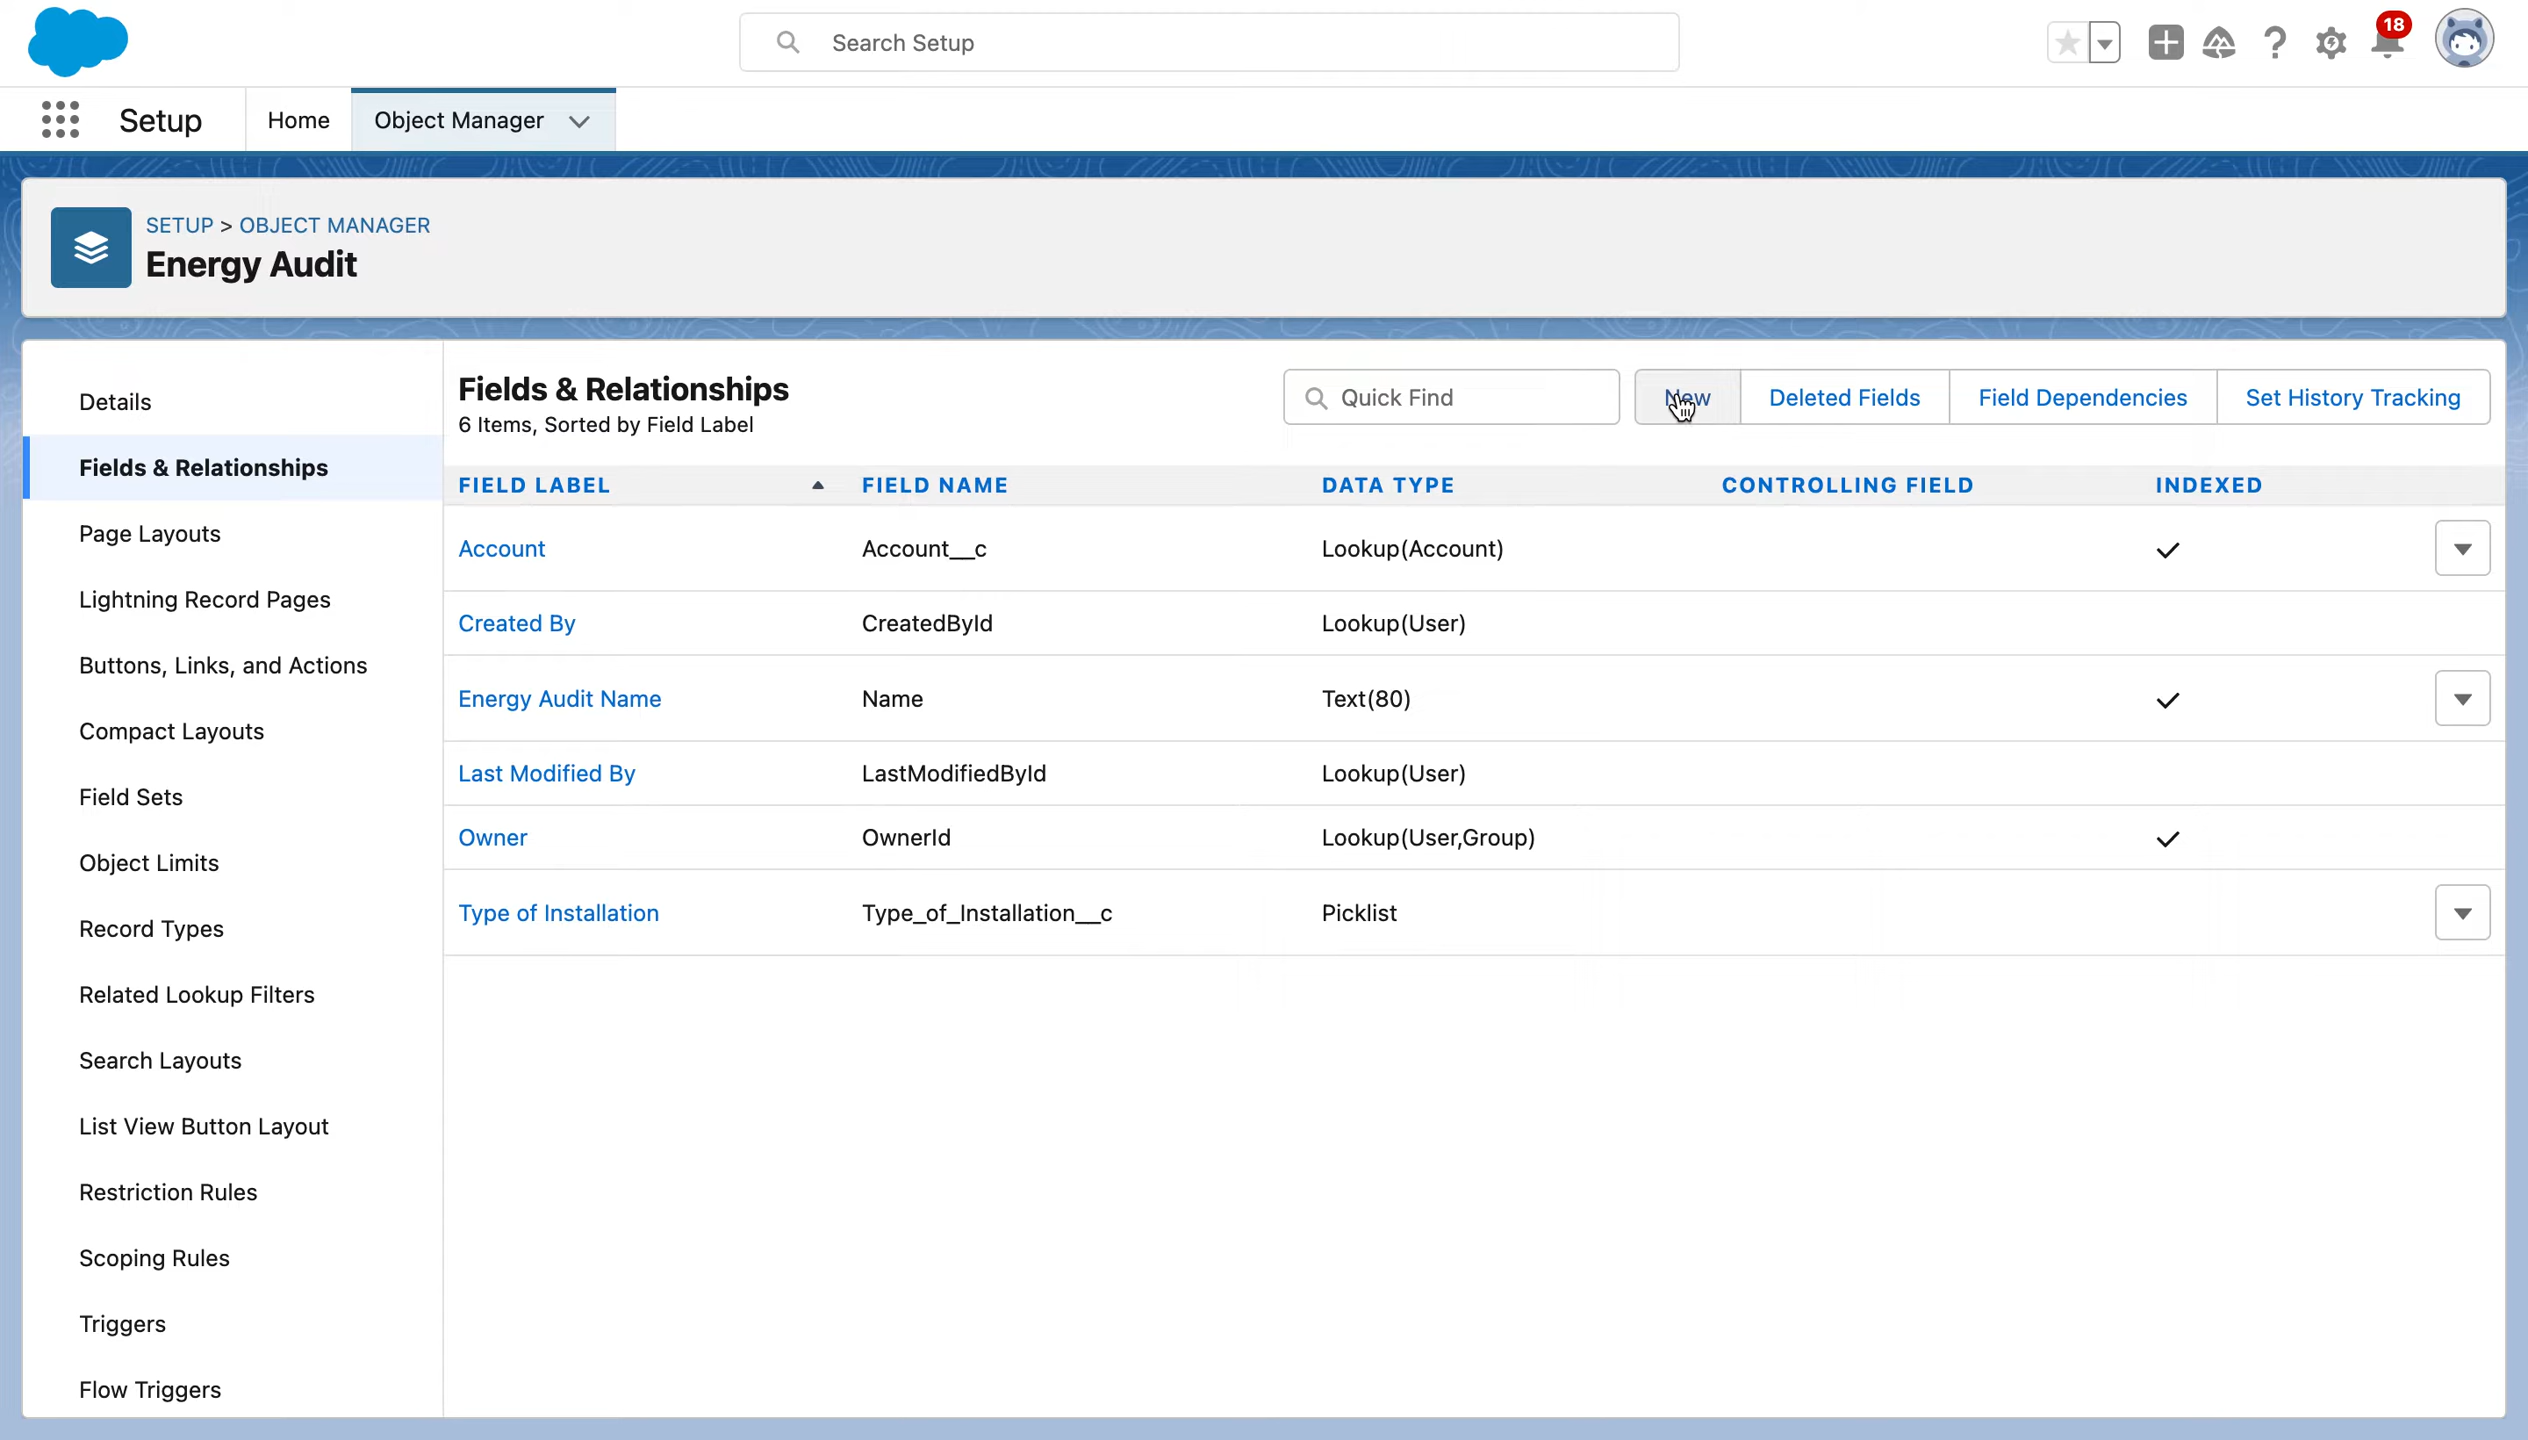 Search Setup
18
Setup
Home
Object Manager
SETUP > OBJECT MANAGER
Energy Audit
Details
Fields & Relationships
Page Layouts
Lightning Record Pages
Buttons, Links, and Actions
Compact Layouts
Field Sets
Object Limits
Record Types
Related Lookup Filters
Search Layouts
List View Button Layout
Restriction Rules
Scoping Rules
Triggers
Flow Triggers
Fields & Relationships
6 Items, Sorted by Field Label
Quick Find
New
Deleted Fields
Field Dependencies
Set History Tracking
FIELD LABEL FIELD NAME DATA TYPE CONTROLLING FIELD INDEXED
Account Account__c Lookup(Account)
Created By CreatedById Lookup(User)
Energy Audit Name Name Text(80)
Last Modified By LastModifiedById Lookup(User)
Owner OwnerId Lookup(User,Group)
Type of Installation Type_of_Installation__c Picklist